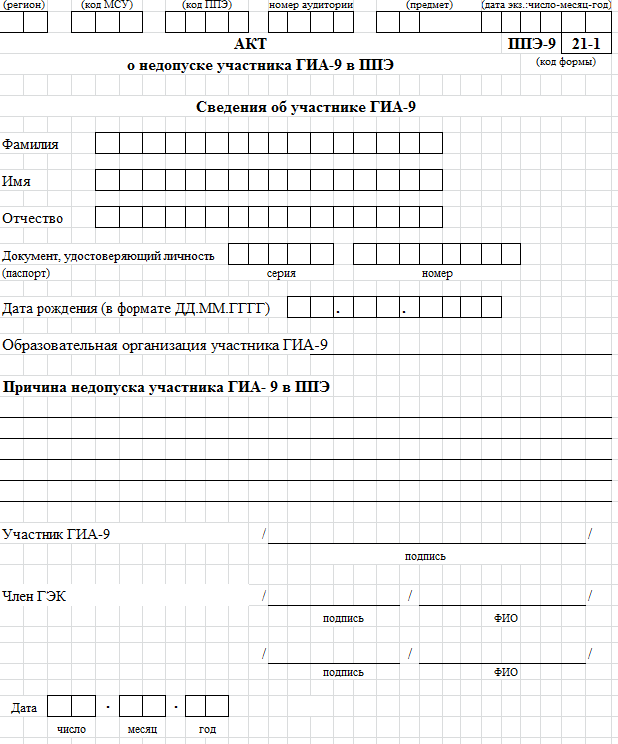 (регион) (код МСУ) (код ППЭ) номер аудитории (предмет) (дата экз.:число-месяц-год)
АКТ ППЭ-9 21-1
о недопуске участника ГИА-9 в ППЭ (код формы)
Сведения об участнике ГИА-9
Фамилия
Имя
Отчество
Документ, удостоверяющий личность
(паспорт) серия номер
Дата рождения (в формате ДД.ММ.ГГГГ) . .
Образовательная организация участника ГИА-9
Причина недопуска участника ГИА- 9 в ППЭ
Участник ГИА-9 / /
подпись
Член ГЭК / / /
подпись ФИО
/ / /
подпись ФИО
Дата . .
число месяц год